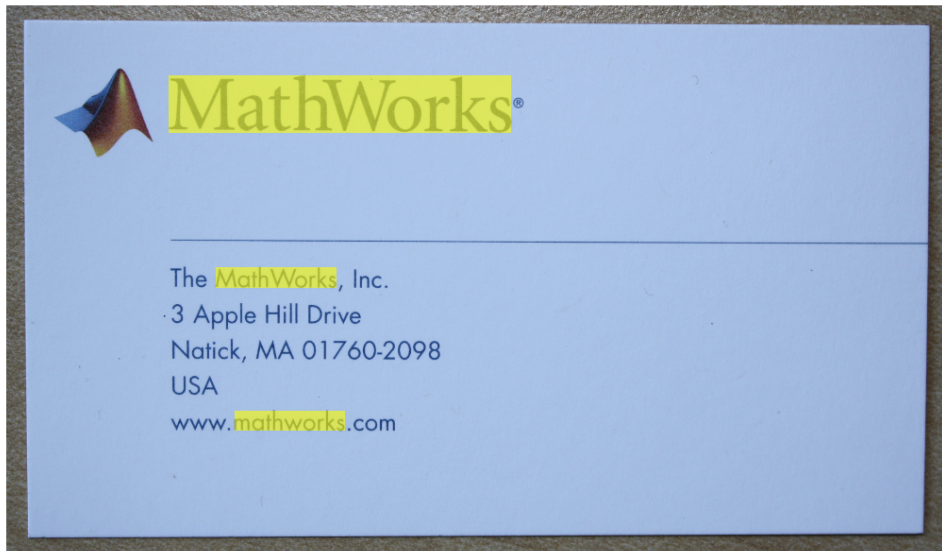 MathWorks®
The MathWorks, Inc.
3 Apple Hill Drive
Natick, MA 01760-2098
USA
www.mathworks.com